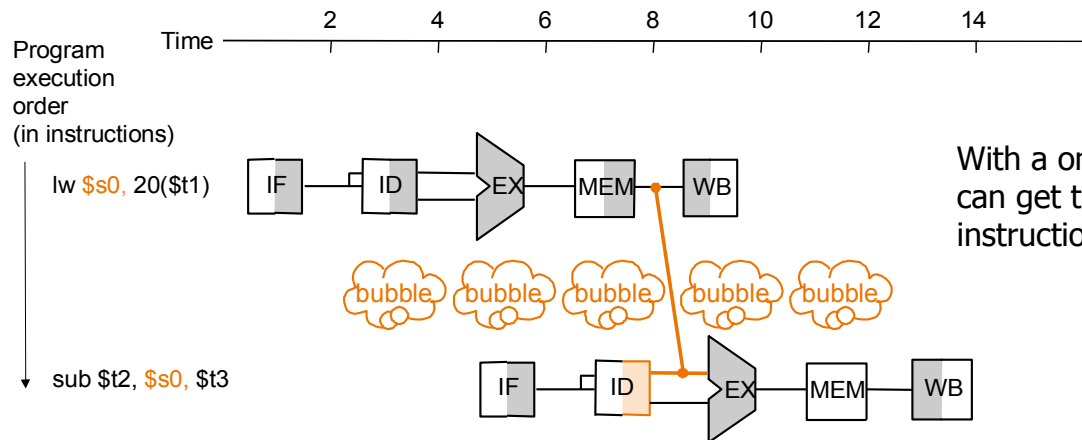 2 4 6 8 10 12 14
Time
Program
execution
order
(in instructions)
lw $s0, 20($t1)
IF ID EX MEM WB
With a
can get
bubble bubble bubble bubble bubble
sub $t2, $s0, $t3
IF ID EX MEM WB